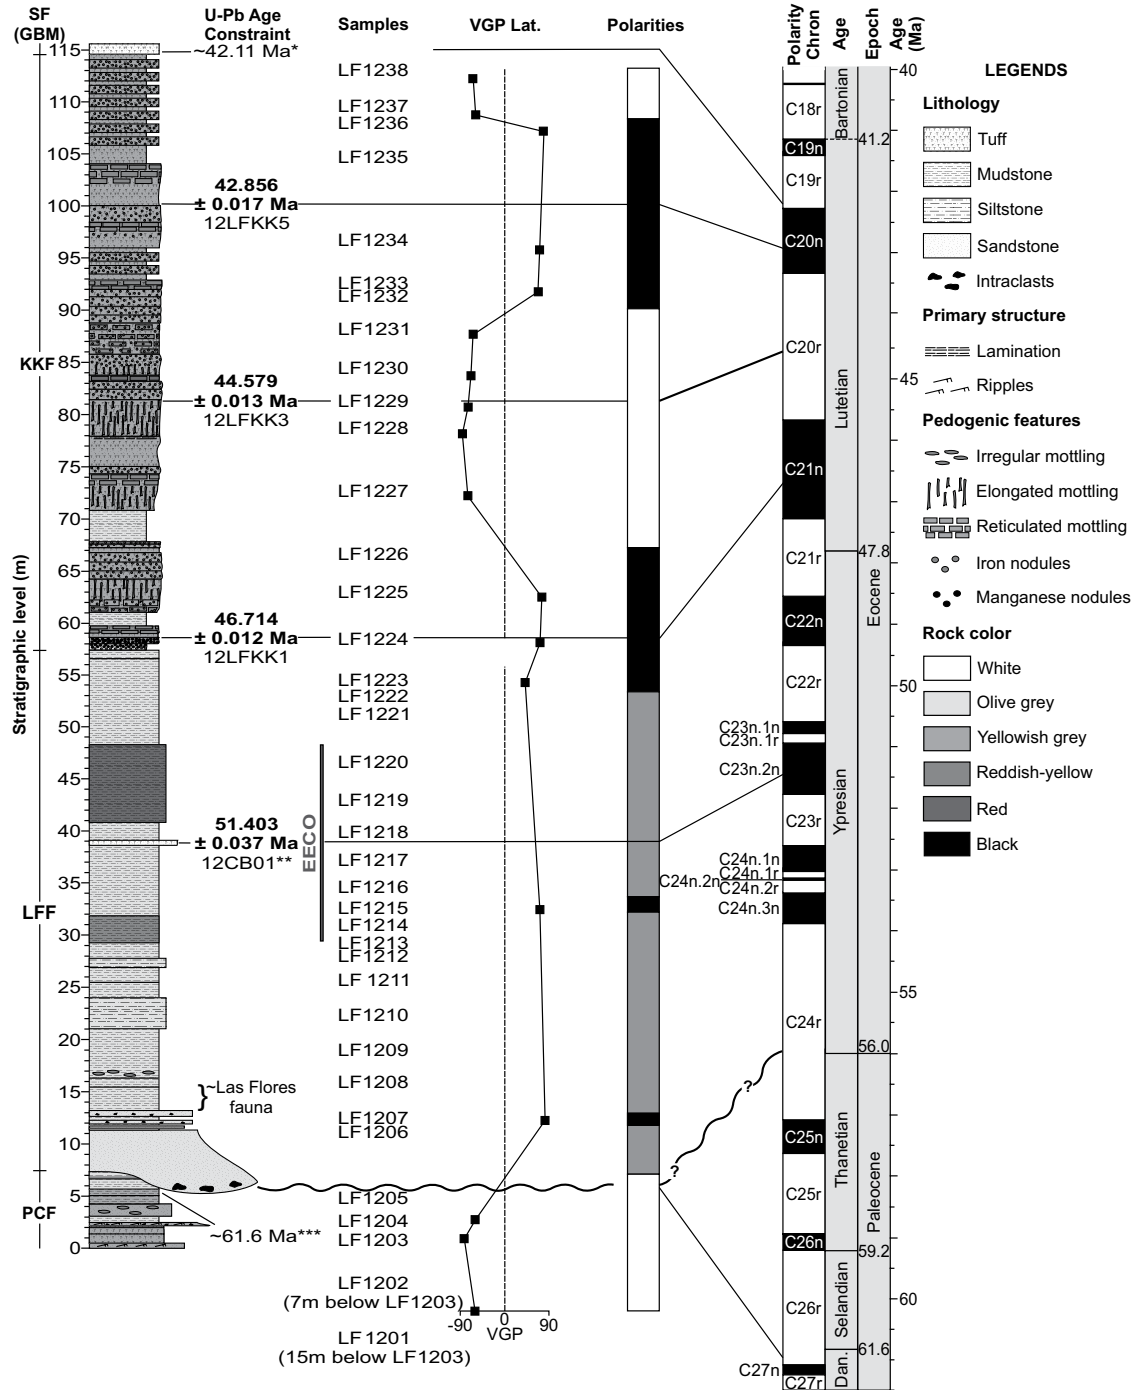 SF
(GBM)
U-Pb Age
Constraint
Samples
VGP Lat.
Polarities
Polarity
Chron
Age
Epoch
Age
(Ma)
Stratigraphic level (m)
115
110
105
100
95
90
85
80
75
70
65
60
55
50
45
40
35
30
25
20
15
10
5
0
KKF
LFF
PCF
~42.11 Ma*
42.856
± 0.017 Ma
12LFKK5
44.579
± 0.013 Ma
12LFKK3
46.714
± 0.012 Ma
12LFKK1
51.403
± 0.037 Ma
12CB01**
EECO
~Las Flores
fauna
~61.6 Ma***
LF1238
LF1237
LF1236
LF1235
LF1234
LF1233
LF1232
LF1231
LF1230
LF1229
LF1228
LF1227
LF1226
LF1225
LF1224
LF1223
LF1222
LF1221
LF1220
LF1219
LF1218
LF1217
LF1216
LF1215
LF1214
LF1213
LF1212
LF 1211
LF1210
LF1209
LF1208
LF1207
LF1206
LF1205
LF1204
LF1203
LF1202
(7m below LF1203)
LF1201
(15m below LF1203)
-90 0 90
VGP
?
?
C18r
C19n
C19r
C20n
C20r
C21n
C21r
C22n
C22r
C23n.1n
C23n.1r
C23n.2n
C23r
C24n.1n
C24n.1r
C24n.2n
C24n.2r
C24n.3n
C24r
C25n
C25r
C26n
C26r
C27n
C27r
Bartonian
Lutetian
Ypresian
Thanetian
Selandian
Dan.
Eocene
Paleocene
41.2
47.8
56.0
59.2
61.6
40
45
50
55
60
LEGENDS
Lithology
Tuff
Mudstone
Siltstone
Sandstone
Intraclasts
Primary structure
Lamination
Ripples
Pedogenic features
Irregular mottling
Elongated mottling
Reticulated mottling
Iron nodules
Manganese nodules
Rock color
White
Olive grey
Yellowish grey
Reddish-yellow
Red
Black